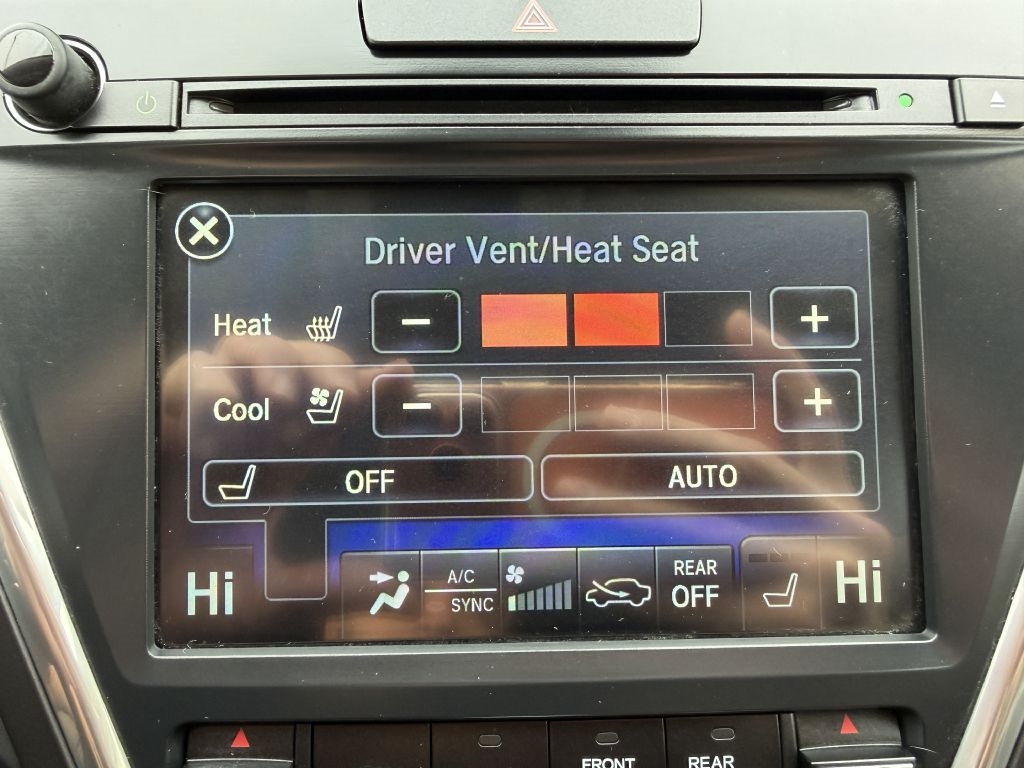 Driver Vent/Heat Seat
Heat - +
Cool - +
OFF AUTO
Hi A/C SYNC REAR OFF Hi
FRONT REAR